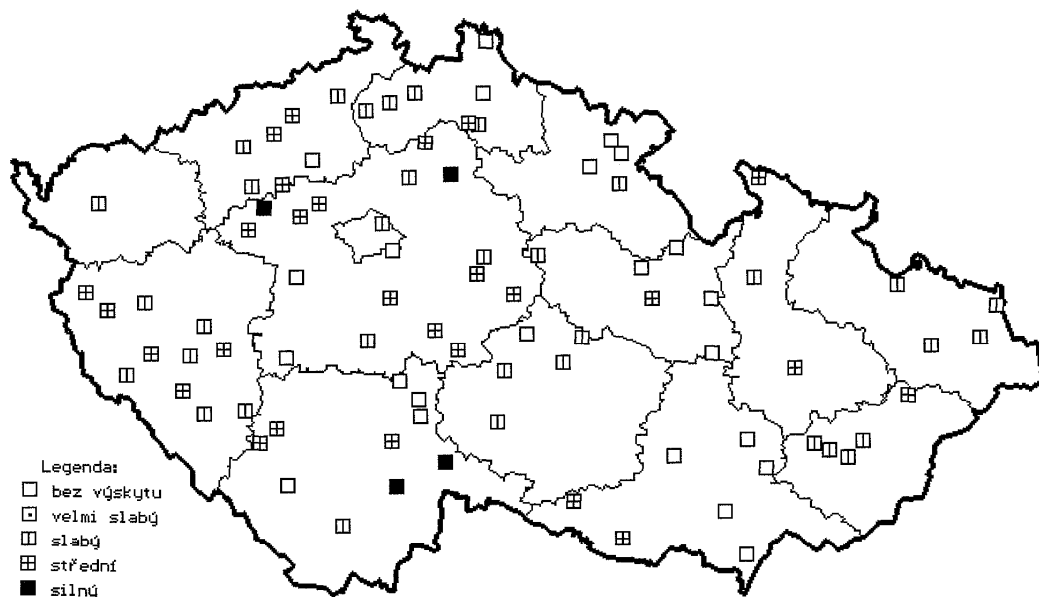 Legenda:
bez výskytu
velmi slabý
slabý
střední
silný